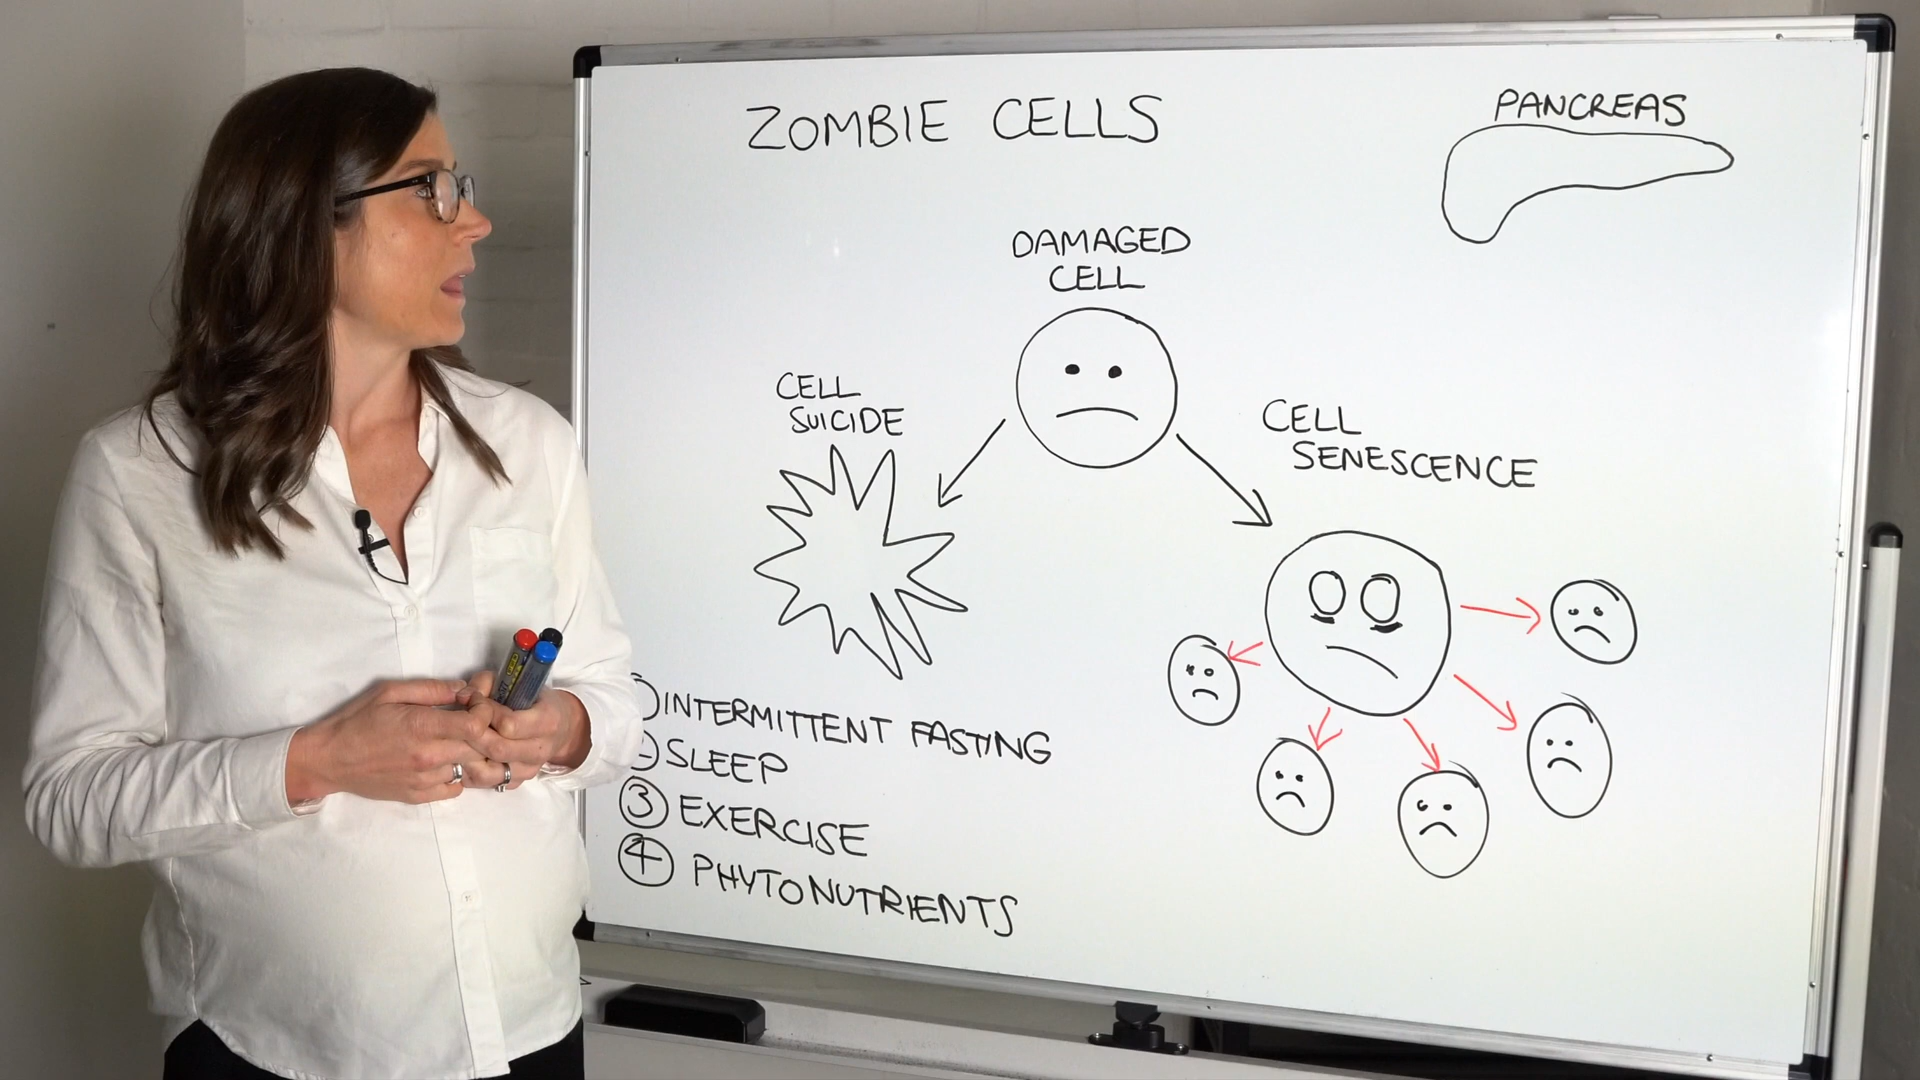 ZOMBIE CELLS
PANCREAS
DAMAGED
CELL
CELL
SUICIDE
CELL
SENESCENCE
INTERMITTENT FASTING
SLEEP
3 EXERCISE
4 PHYTONUTRIENTS